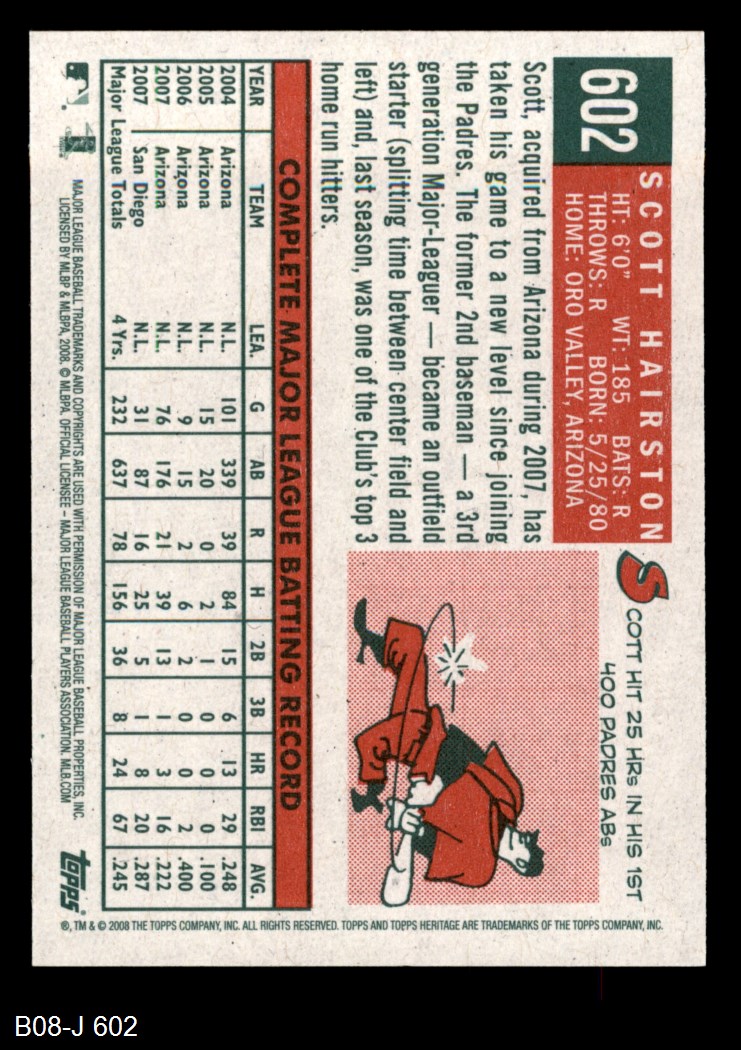 602
SCOTT HAIRSTON
HT: 6'0" WT: 185 BATS: R
THROWS: R BORN: 5/25/80
HOME: ORO VALLEY, ARIZONA
Scott, acquired from Arizona during 2007, has
taken his game to a new level since joining
the Padres. The former 2nd baseman — a 3rd
generation Major-Leaguer — became an outfield
starter (splitting time between center field and
left) and, last season, was one of the Club's top 3
home run hitters.
SCOTT HIT 25 HRs IN HIS 1ST
400 PADRES ABs
COMPLETE MAJOR LEAGUE BATTING RECORD
YEAR TEAM LEA. G AB R H 2B 3B HR RBI AVG.
2004 Arizona N.L. 101 339 39 84 15 6 13 29 .248
2005 Arizona N.L. 15 20 0 2 1 0 0 0 .100
2006 Arizona N.L. 9 15 2 6 2 0 0 2 .400
2007 Arizona N.L. 76 176 21 39 13 1 3 16 .222
2007 San Diego N.L. 31 87 16 25 5 1 8 20 .287
Major League Totals 4 Yrs. 232 637 78 156 36 8 24 67 .245
MAJOR LEAGUE BASEBALL TRADEMARKS AND COPYRIGHTS ARE USED WITH PERMISSION OF MAJOR LEAGUE BASEBALL PROPERTIES, INC.
LICENSED BY MLBP & MLBPA, 2008. © MLBPA. OFFICIAL LICENSEE – MAJOR LEAGUE BASEBALL PLAYERS ASSOCIATION. MLB.COM
topps
®, TM & © 2008 THE TOPPS COMPANY, INC. ALL RIGHTS RESERVED. TOPPS AND TOPPS HERITAGE ARE TRADEMARKS OF THE TOPPS COMPANY, INC.
B08-J 602